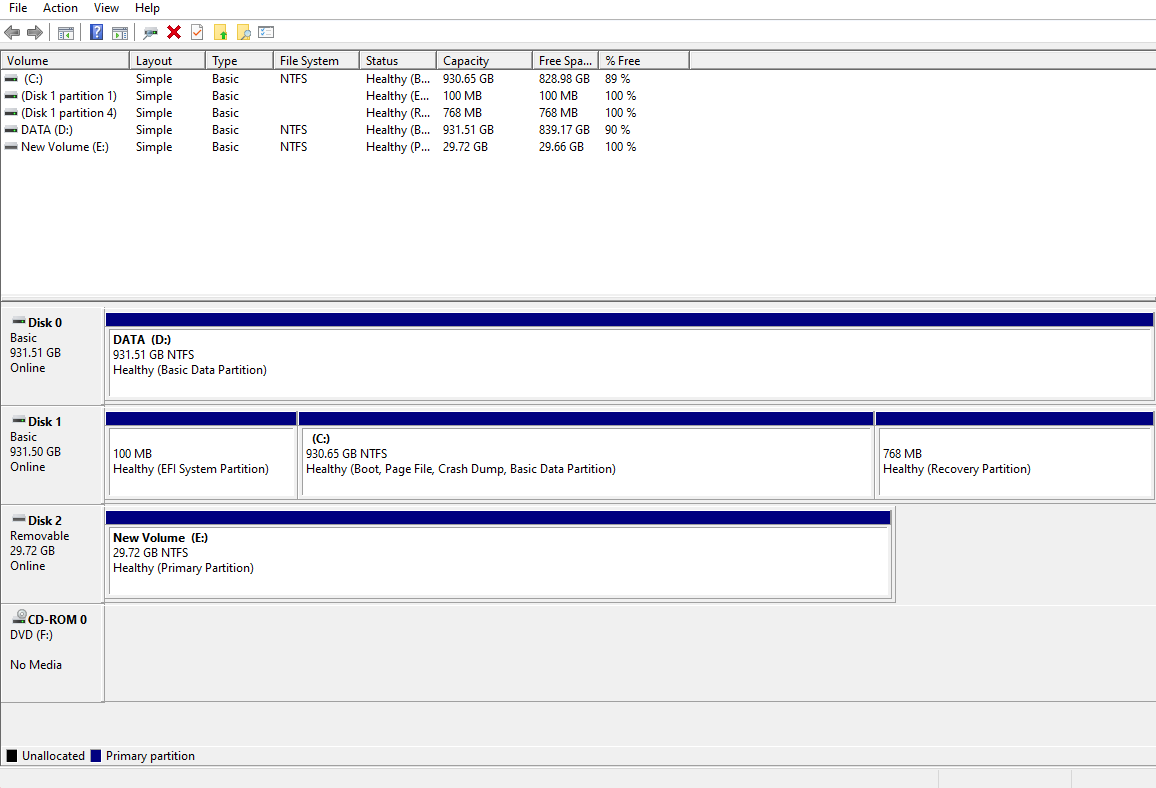 File Action View Help
Volume Layout Type File System Status Capacity Free Spa... % Free
(C:) Simple Basic NTFS Healthy (B... 930.65 GB 828.98 GB 89 %
(Disk 1 partition 1) Simple Basic Healthy (E... 100 MB 100 MB 100 %
(Disk 1 partition 4) Simple Basic Healthy (R... 768 MB 768 MB 100 %
DATA (D:) Simple Basic NTFS Healthy (B... 931.51 GB 839.17 GB 90 %
New Volume (E:) Simple Basic NTFS Healthy (P... 29.72 GB 29.66 GB 100 %
Disk 0
Basic
931.51 GB
Online
DATA (D:)
931.51 GB NTFS
Healthy (Basic Data Partition)
Disk 1
Basic
931.50 GB
Online
100 MB
Healthy (EFI System Partition)
(C:)
930.65 GB NTFS
Healthy (Boot, Page File, Crash Dump, Basic Data Partition)
768 MB
Healthy (Recovery Partition)
Disk 2
Removable
29.72 GB
Online
New Volume (E:)
29.72 GB NTFS
Healthy (Primary Partition)
CD-ROM 0
DVD (F:)
No Media
Unallocated Primary partition